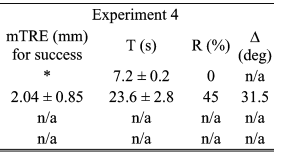 Experiment 4
mTRE (mm) for success T (s) R (%) Δ (deg)
* 7.2 ± 0.2 0 n/a
2.04 ± 0.85 23.6 ± 2.8 45 31.5
n/a n/a n/a n/a
n/a n/a n/a n/a